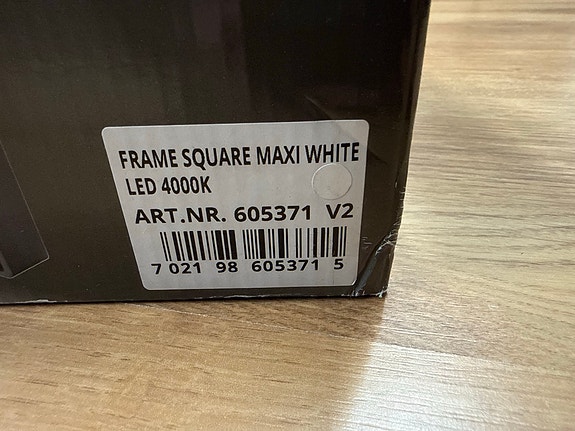 FRAME SQUARE MAXI WHITE
LED 4000K
ART.NR. 605371 V2
7 021 98 605371 5